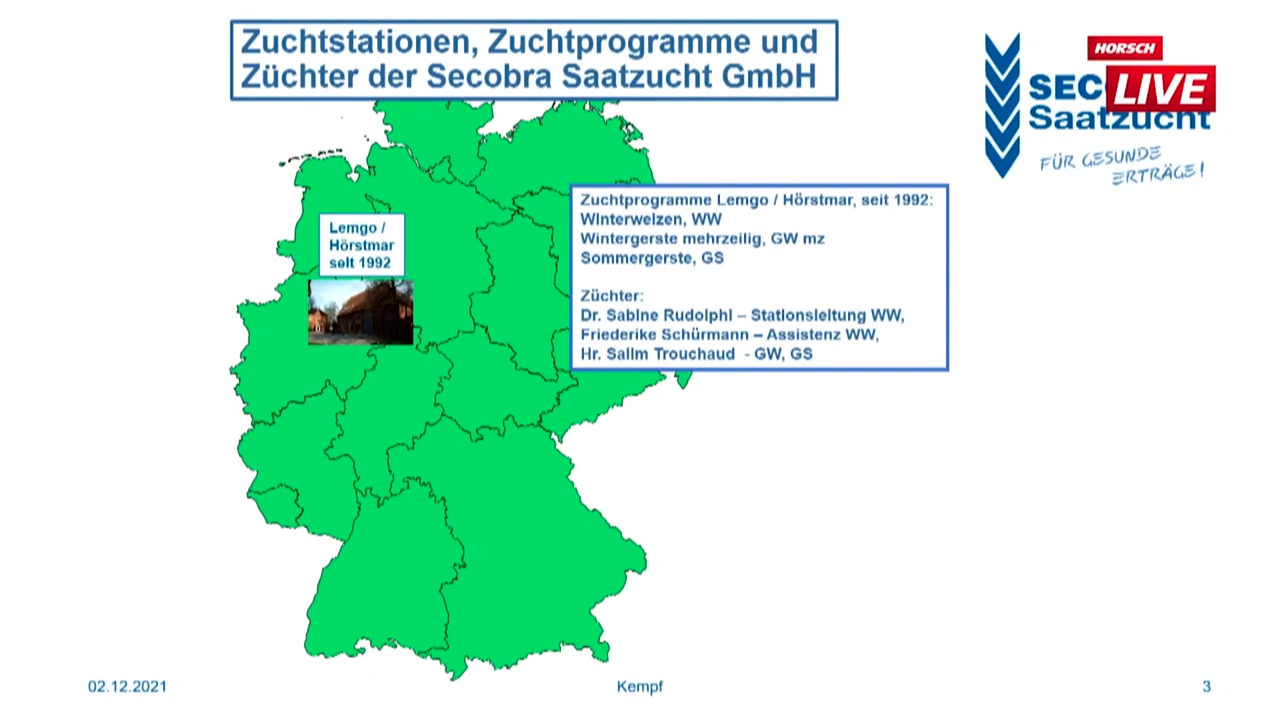 Zuchtstationen, Zuchtprogramme und
Züchter der Secobra Saatzucht GmbH
HORSCH
LIVE
SEC
Saatzucht
FÜR GESUNDE
ERTRÄGE!
Zuchtprogramme Lemgo / Hörstmar, seit 1992:
Winterweizen, WW
Wintergerste mehrzeilig, GW mz
Sommergerste, GS
Züchter:
Dr. Sabine Rudolphi – Stationsleitung WW,
Friederike Schürmann – Assistenz WW,
Hr. Salim Trouchaud - GW, GS
Lemgo /
Hörstmar
seit 1992
02.12.2021
Kempf
3